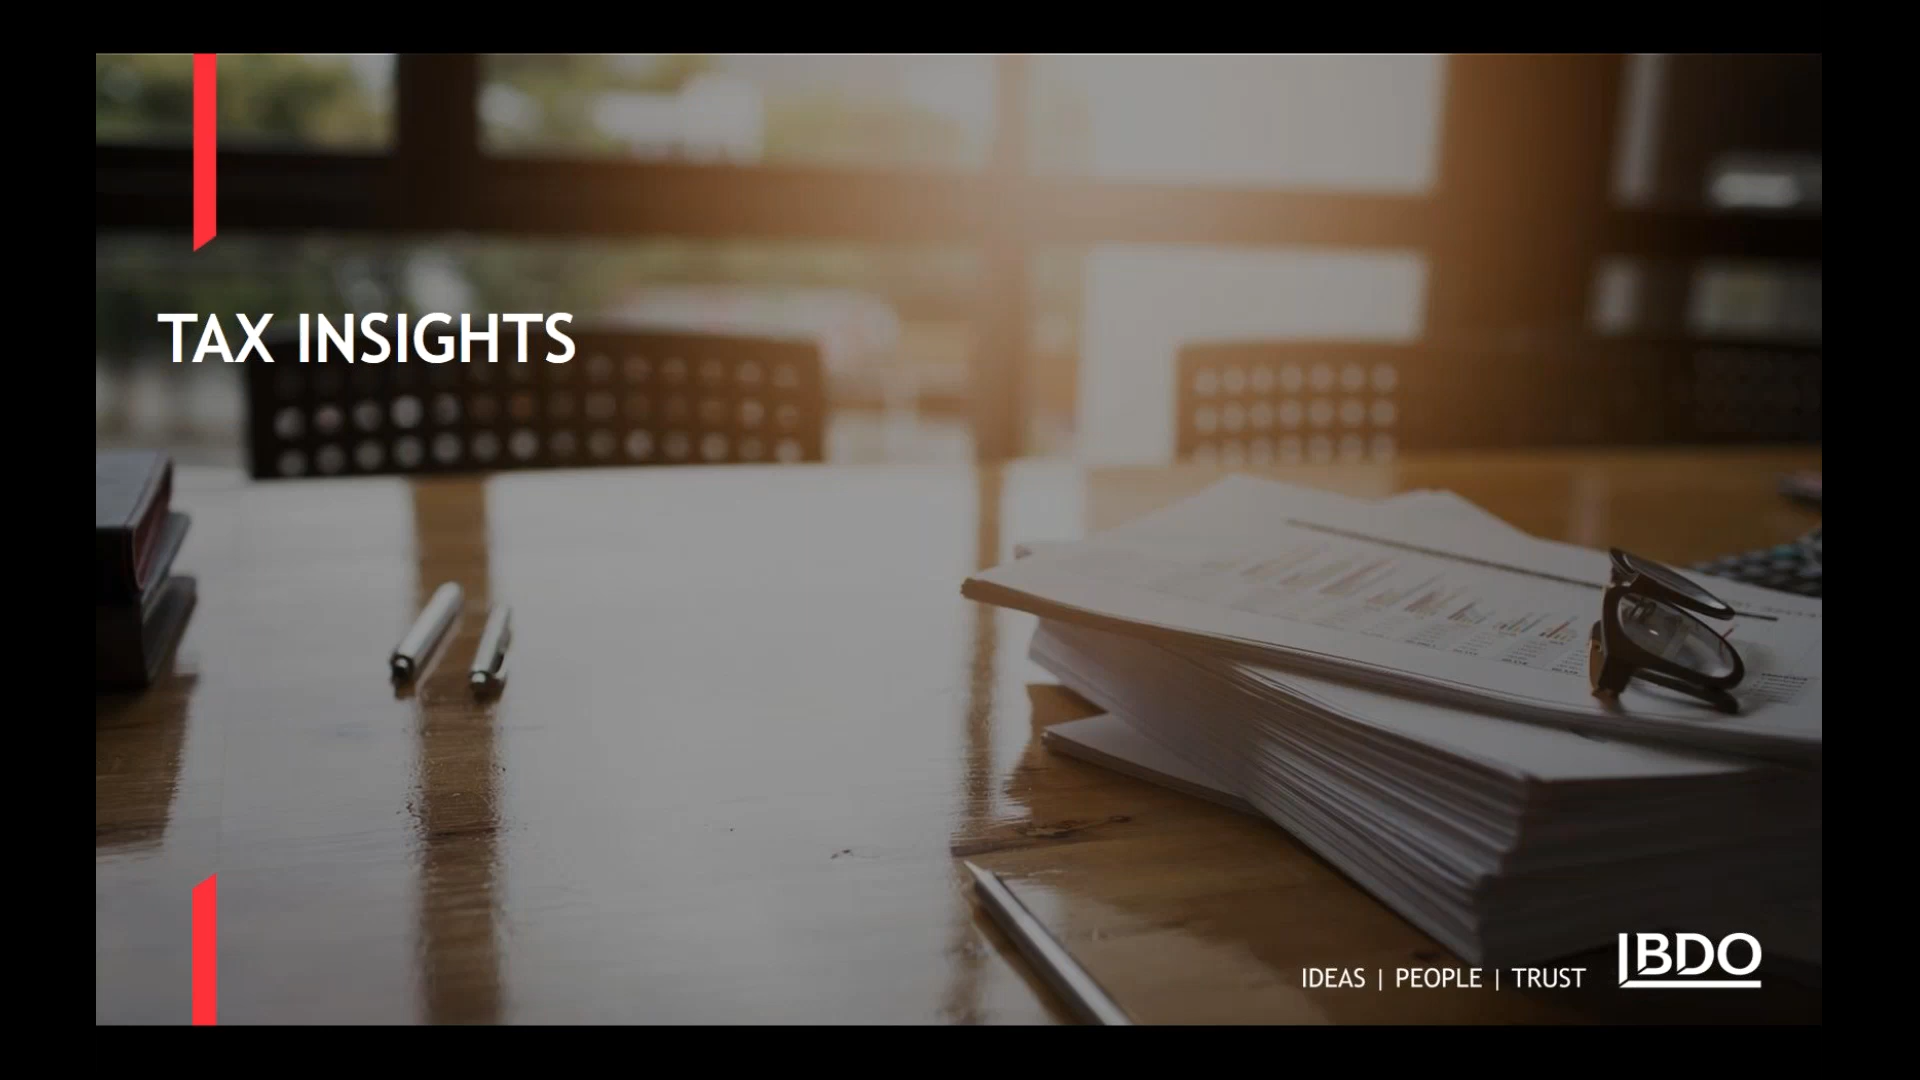 TAX INSIGHTS
IDEAS | PEOPLE | TRUST
BDO